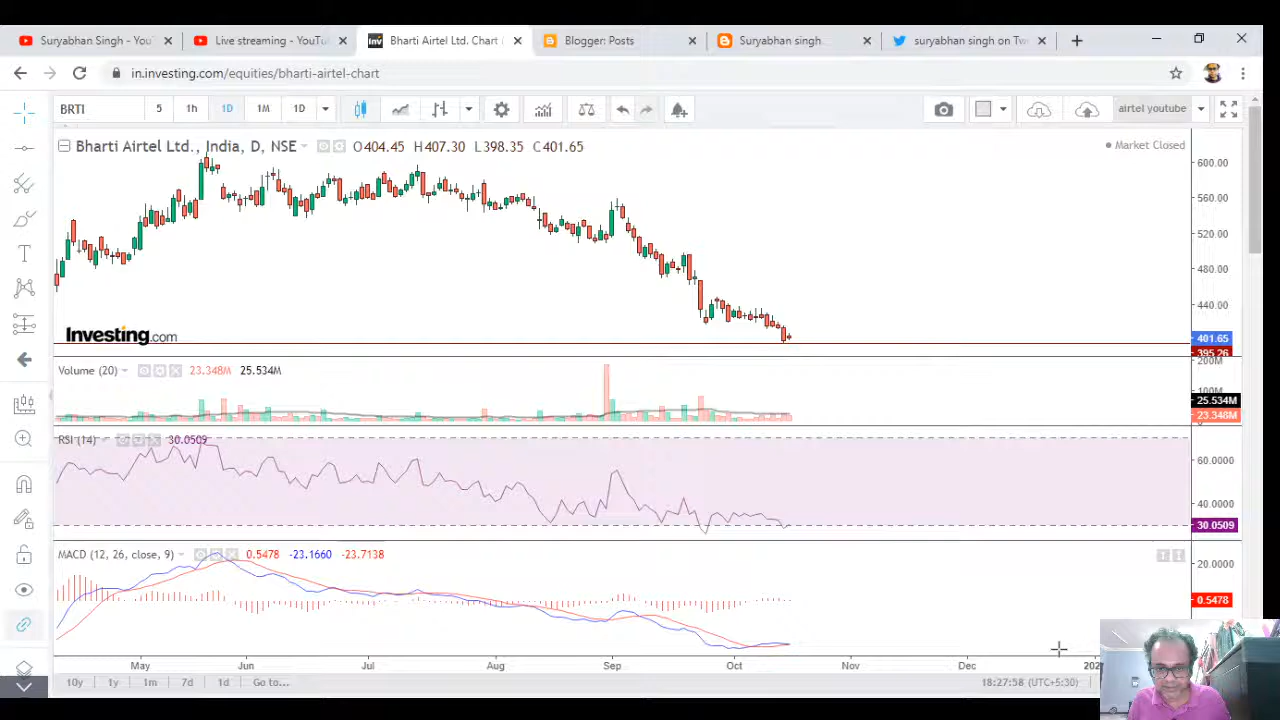 Suryabhan Singh - You
Live streaming - YouTu
Bharti Airtel Ltd. Chart
Blogger: Posts
Suryabhan singh
suryabhan singh on Tw
in.investing.com/equities/bharti-airtel-chart
BRTI 5 1h 1D 1M 1D airtel youtube
Bharti Airtel Ltd., India, D, NSE O404.45 H407.30 L398.35 C401.65
Market Closed
600.00
560.00
520.00
480.00
440.00
401.65
395.26
Investing.com
Volume (20) 23.348M 25.534M
200M
100M
25.534M
23.348M
RSI (14) 30.0509
60.0000
40.0000
30.0509
MACD (12, 26, close, 9) 0.5478 -23.1660 -23.7138
20.0000
0.5478
May Jun Jul Aug Sep Oct Nov Dec
10y 1y 1m 7d 1d Go to... 18:27:58 (UTC+5:30)